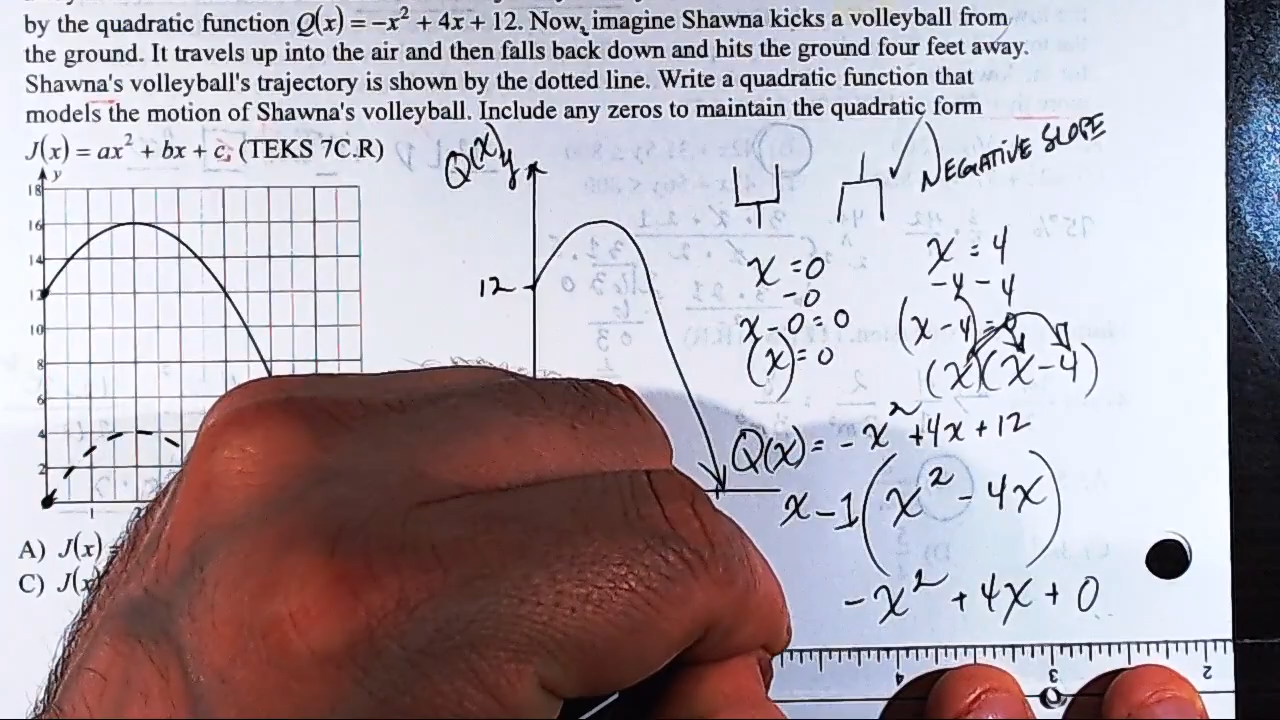 by the quadratic function Q(x) = −x² + 4x + 12. Now, imagine Shawna kicks a volleyball from
the ground. It travels up into the air and then falls back down and hits the ground four feet away.
Shawna's volleyball's trajectory is shown by the dotted line. Write a quadratic function that
models the motion of Shawna's volleyball. Include any zeros to maintain the quadratic form
J(x) = ax² + bx + c. (TEKS 7C.R)
y
18
16
14
12
10
8
6
4
2
1
A) J(x)
C) J(x
Q(x)
y
12
NEGATIVE SLOPE
x = 0
-0
x - 0 = 0
(x) = 0
x = 4
-4 -4
(x-4) = 0
(x)(x-4)
Q(x) = -x² + 4x + 12
x -1(x² - 4x)
-x² + 4x + 0
4
3
2